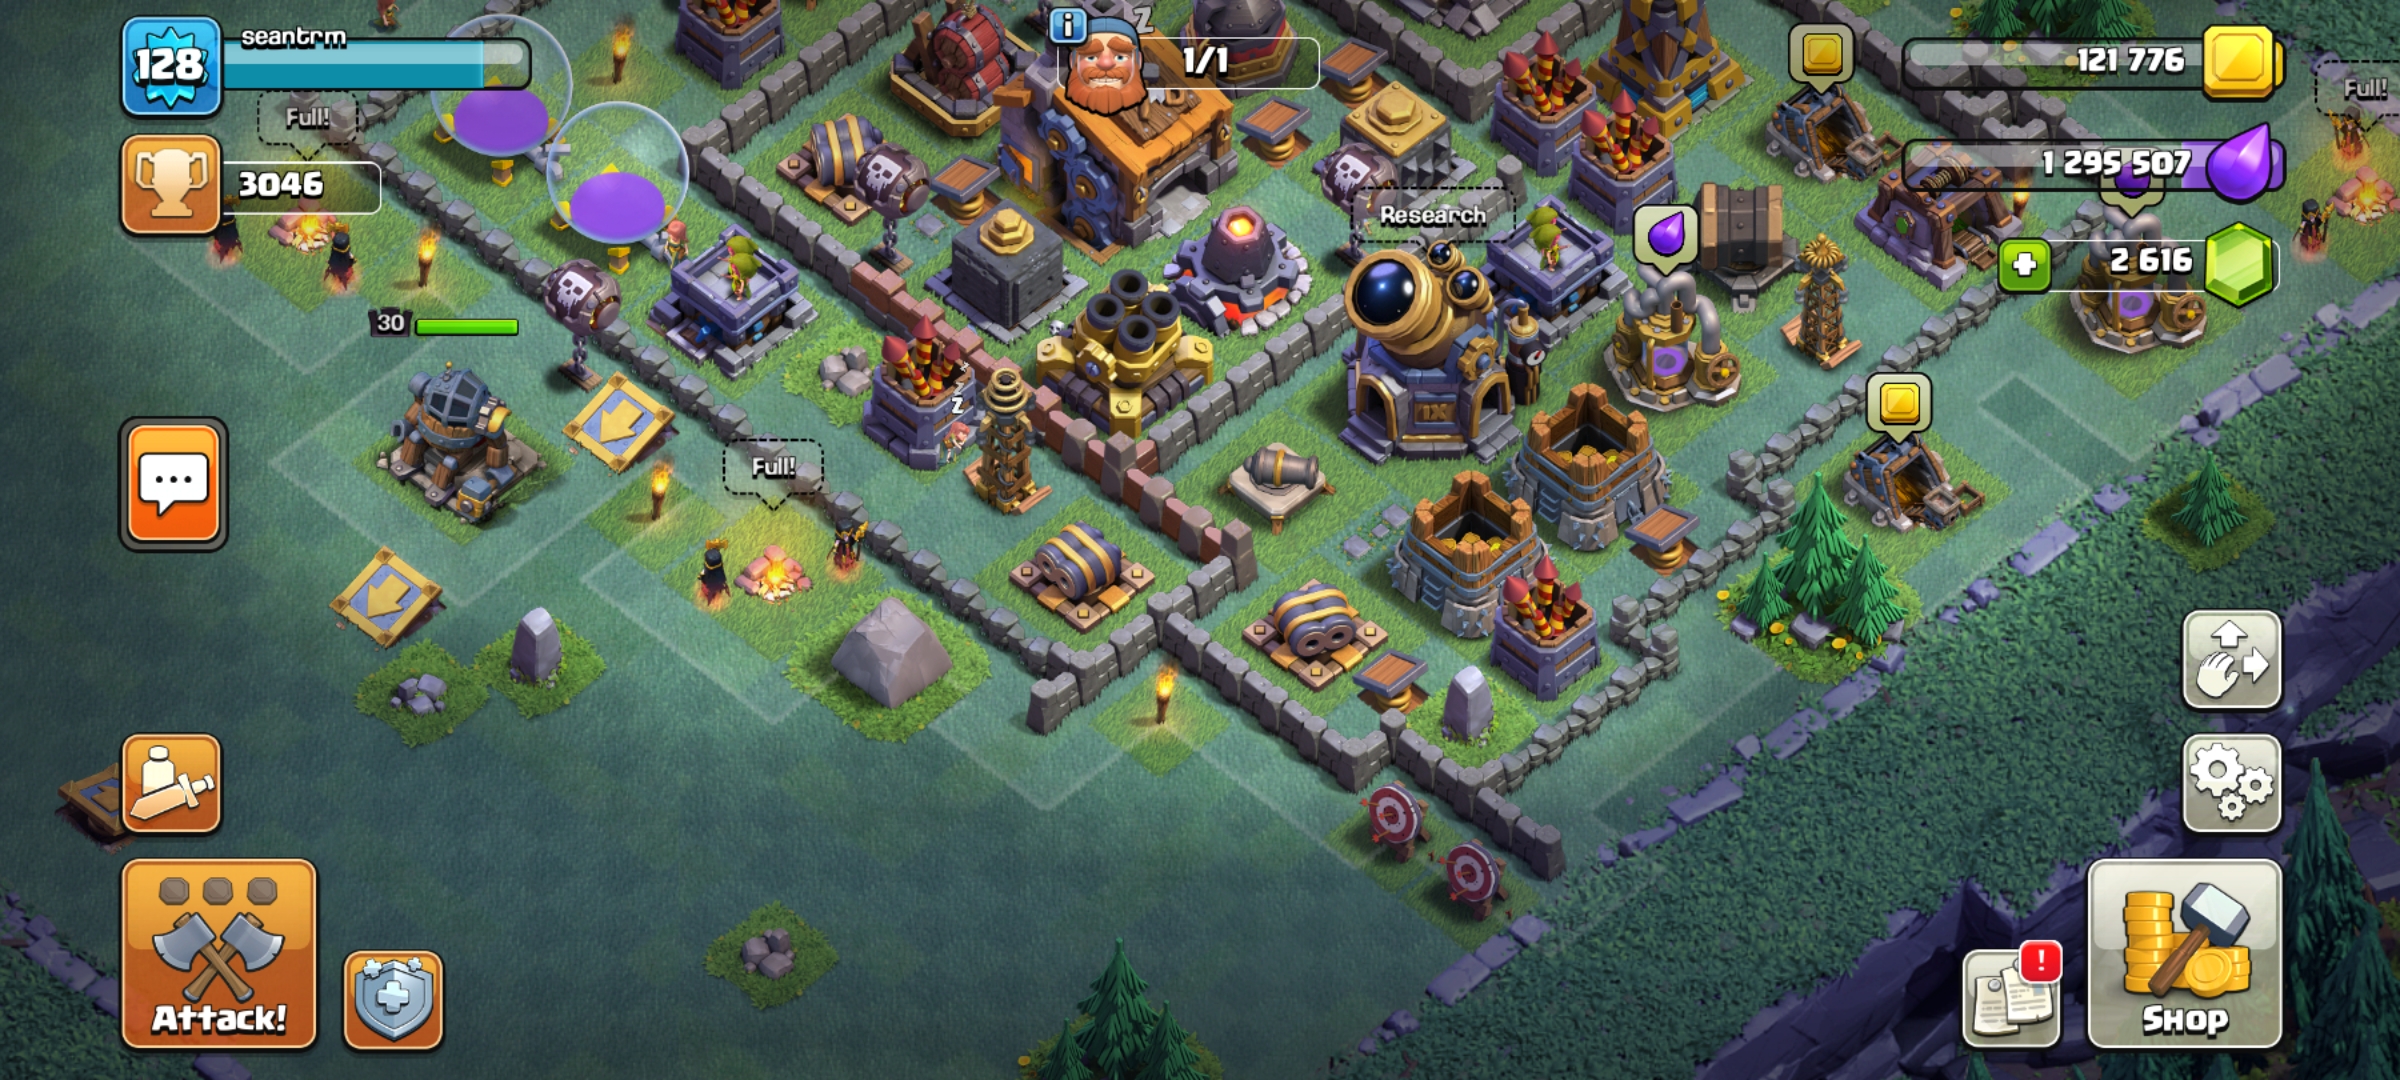 128
seantrm
1/1
121 776
Full!
Full!
3046
1 295 507
Research
2 616
30
Full!
Attack!
Shop